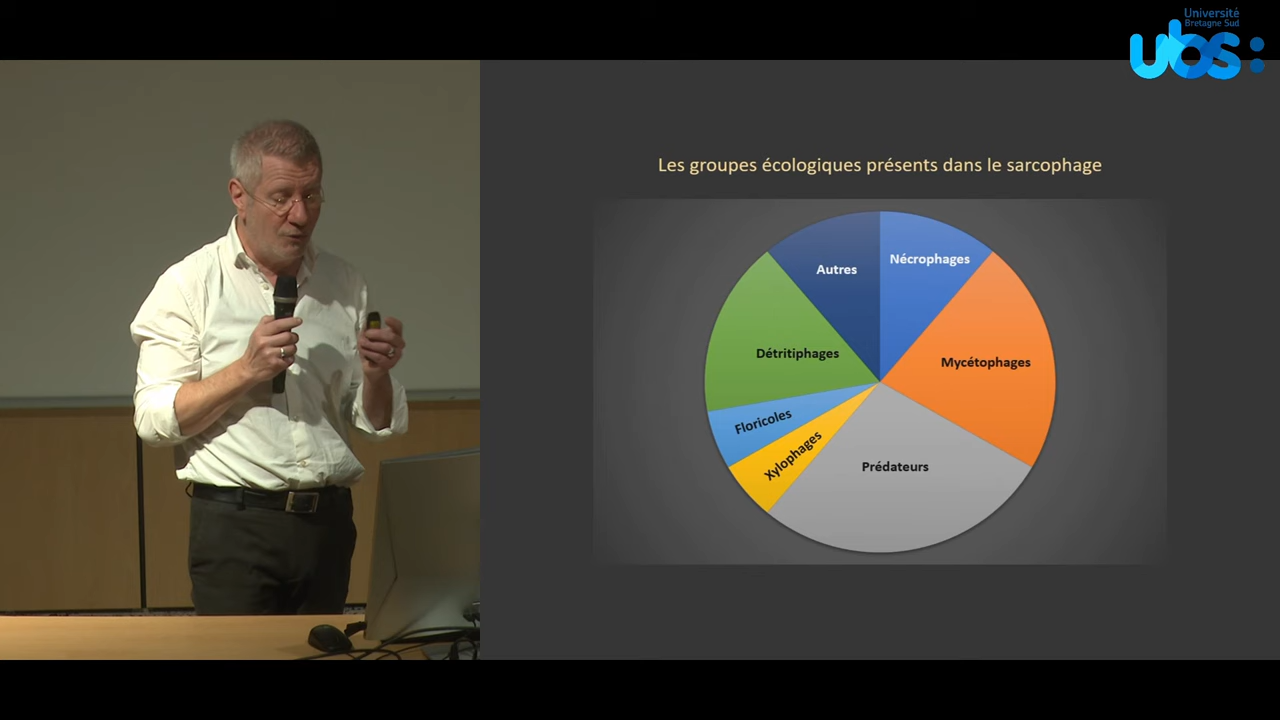 Université
Bretagne Sud
ubs:
Les groupes écologiques présents dans le sarcophage
Autres
Nécrophages
Détritiphages
Mycétophages
Floricoles
Xylophages
Prédateurs